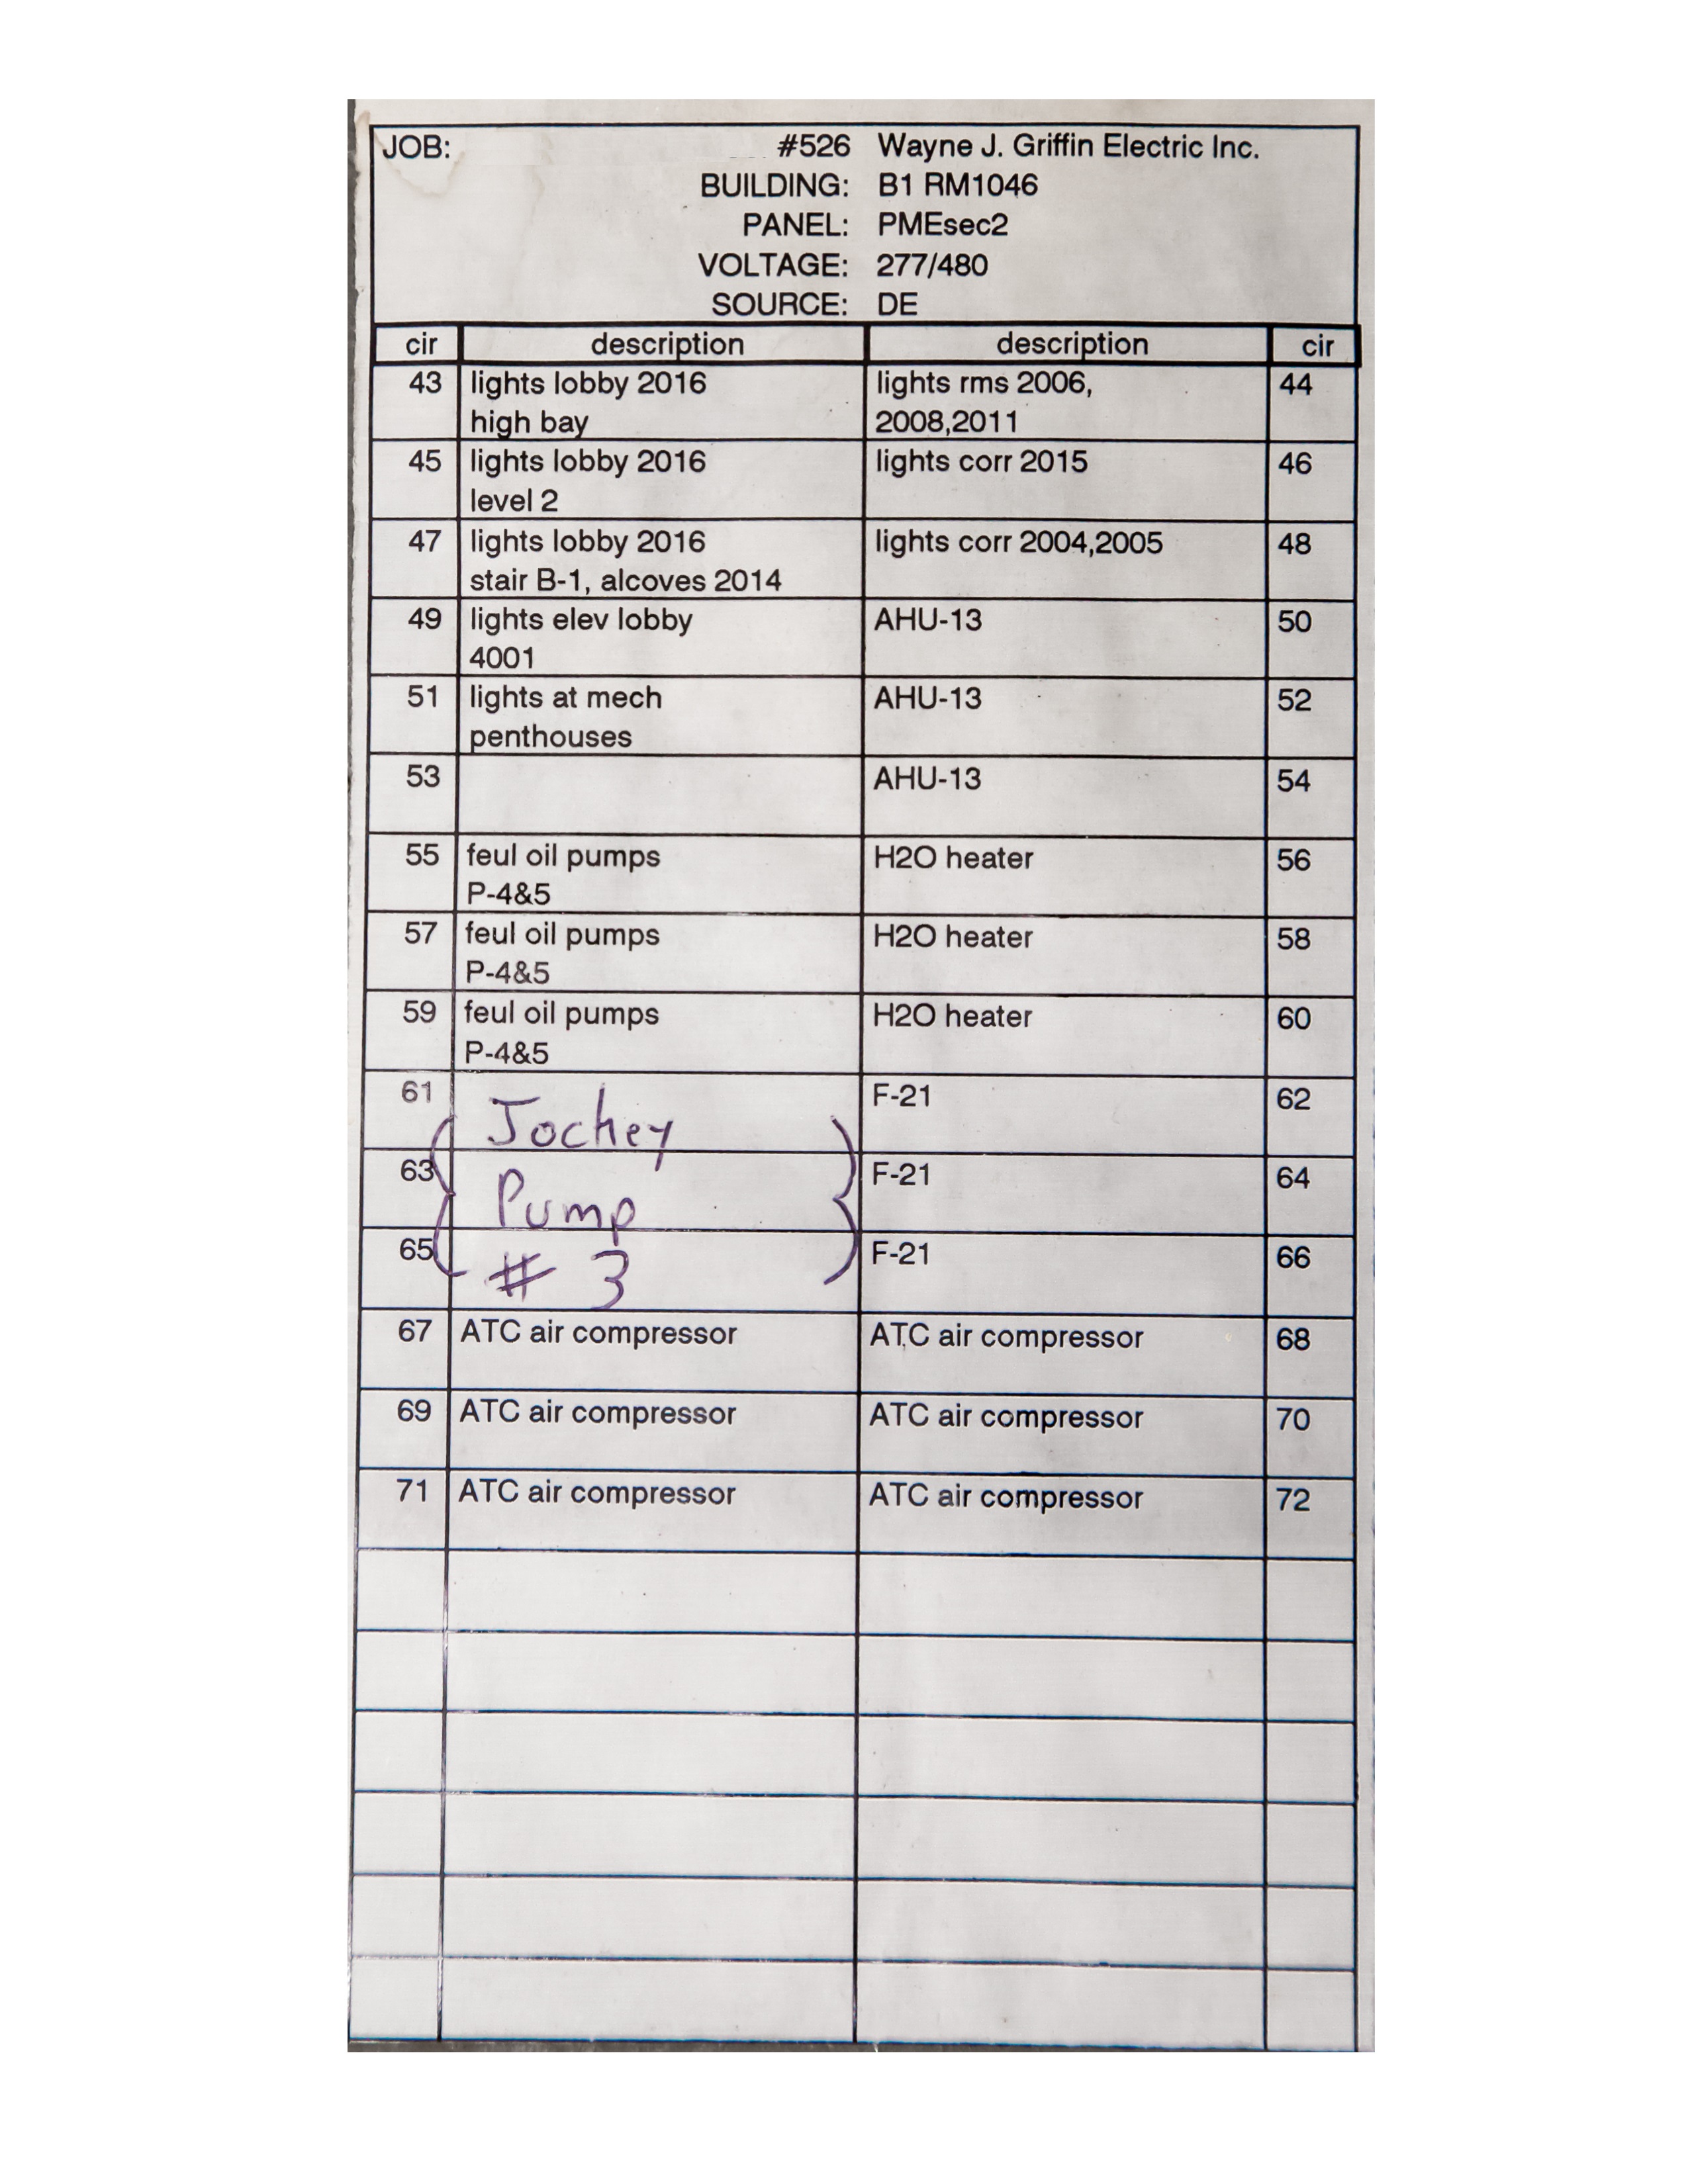 JOB: #526 Wayne J. Griffin Electric Inc.
BUILDING: B1 RM1046
PANEL: PMEsec2
VOLTAGE: 277/480
SOURCE: DE
cir description description cir
43 lights lobby 2016 lights rms 2006, 44
high bay 2008,2011
45 lights lobby 2016 lights corr 2015 46
level 2
47 lights lobby 2016 lights corr 2004,2005 48
stair B-1, alcoves 2014
49 lights elev lobby AHU-13 50
4001
51 lights at mech AHU-13 52
penthouses
53 AHU-13 54
55 feul oil pumps H2O heater 56
P-4&5
57 feul oil pumps H2O heater 58
P-4&5
59 feul oil pumps H2O heater 60
P-4&5
61 Jochey F-21 62
63 Pump F-21 64
65 # 3 F-21 66
67 ATC air compressor ATC air compressor 68
69 ATC air compressor ATC air compressor 70
71 ATC air compressor ATC air compressor 72